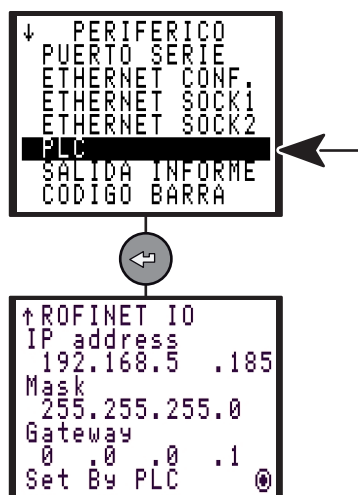 ↓ PERIFERICO
PUERTO SERIE
ETHERNET CONF.
ETHERNET SOCK1
ETHERNET SOCK2
PLC
SALIDA INFORME
CODIGO BARRA
↑ROFINET IO
IP address
192.168.5 .185
Mask
255.255.255.0
Gateway
0 .0 .0 .1
Set By PLC